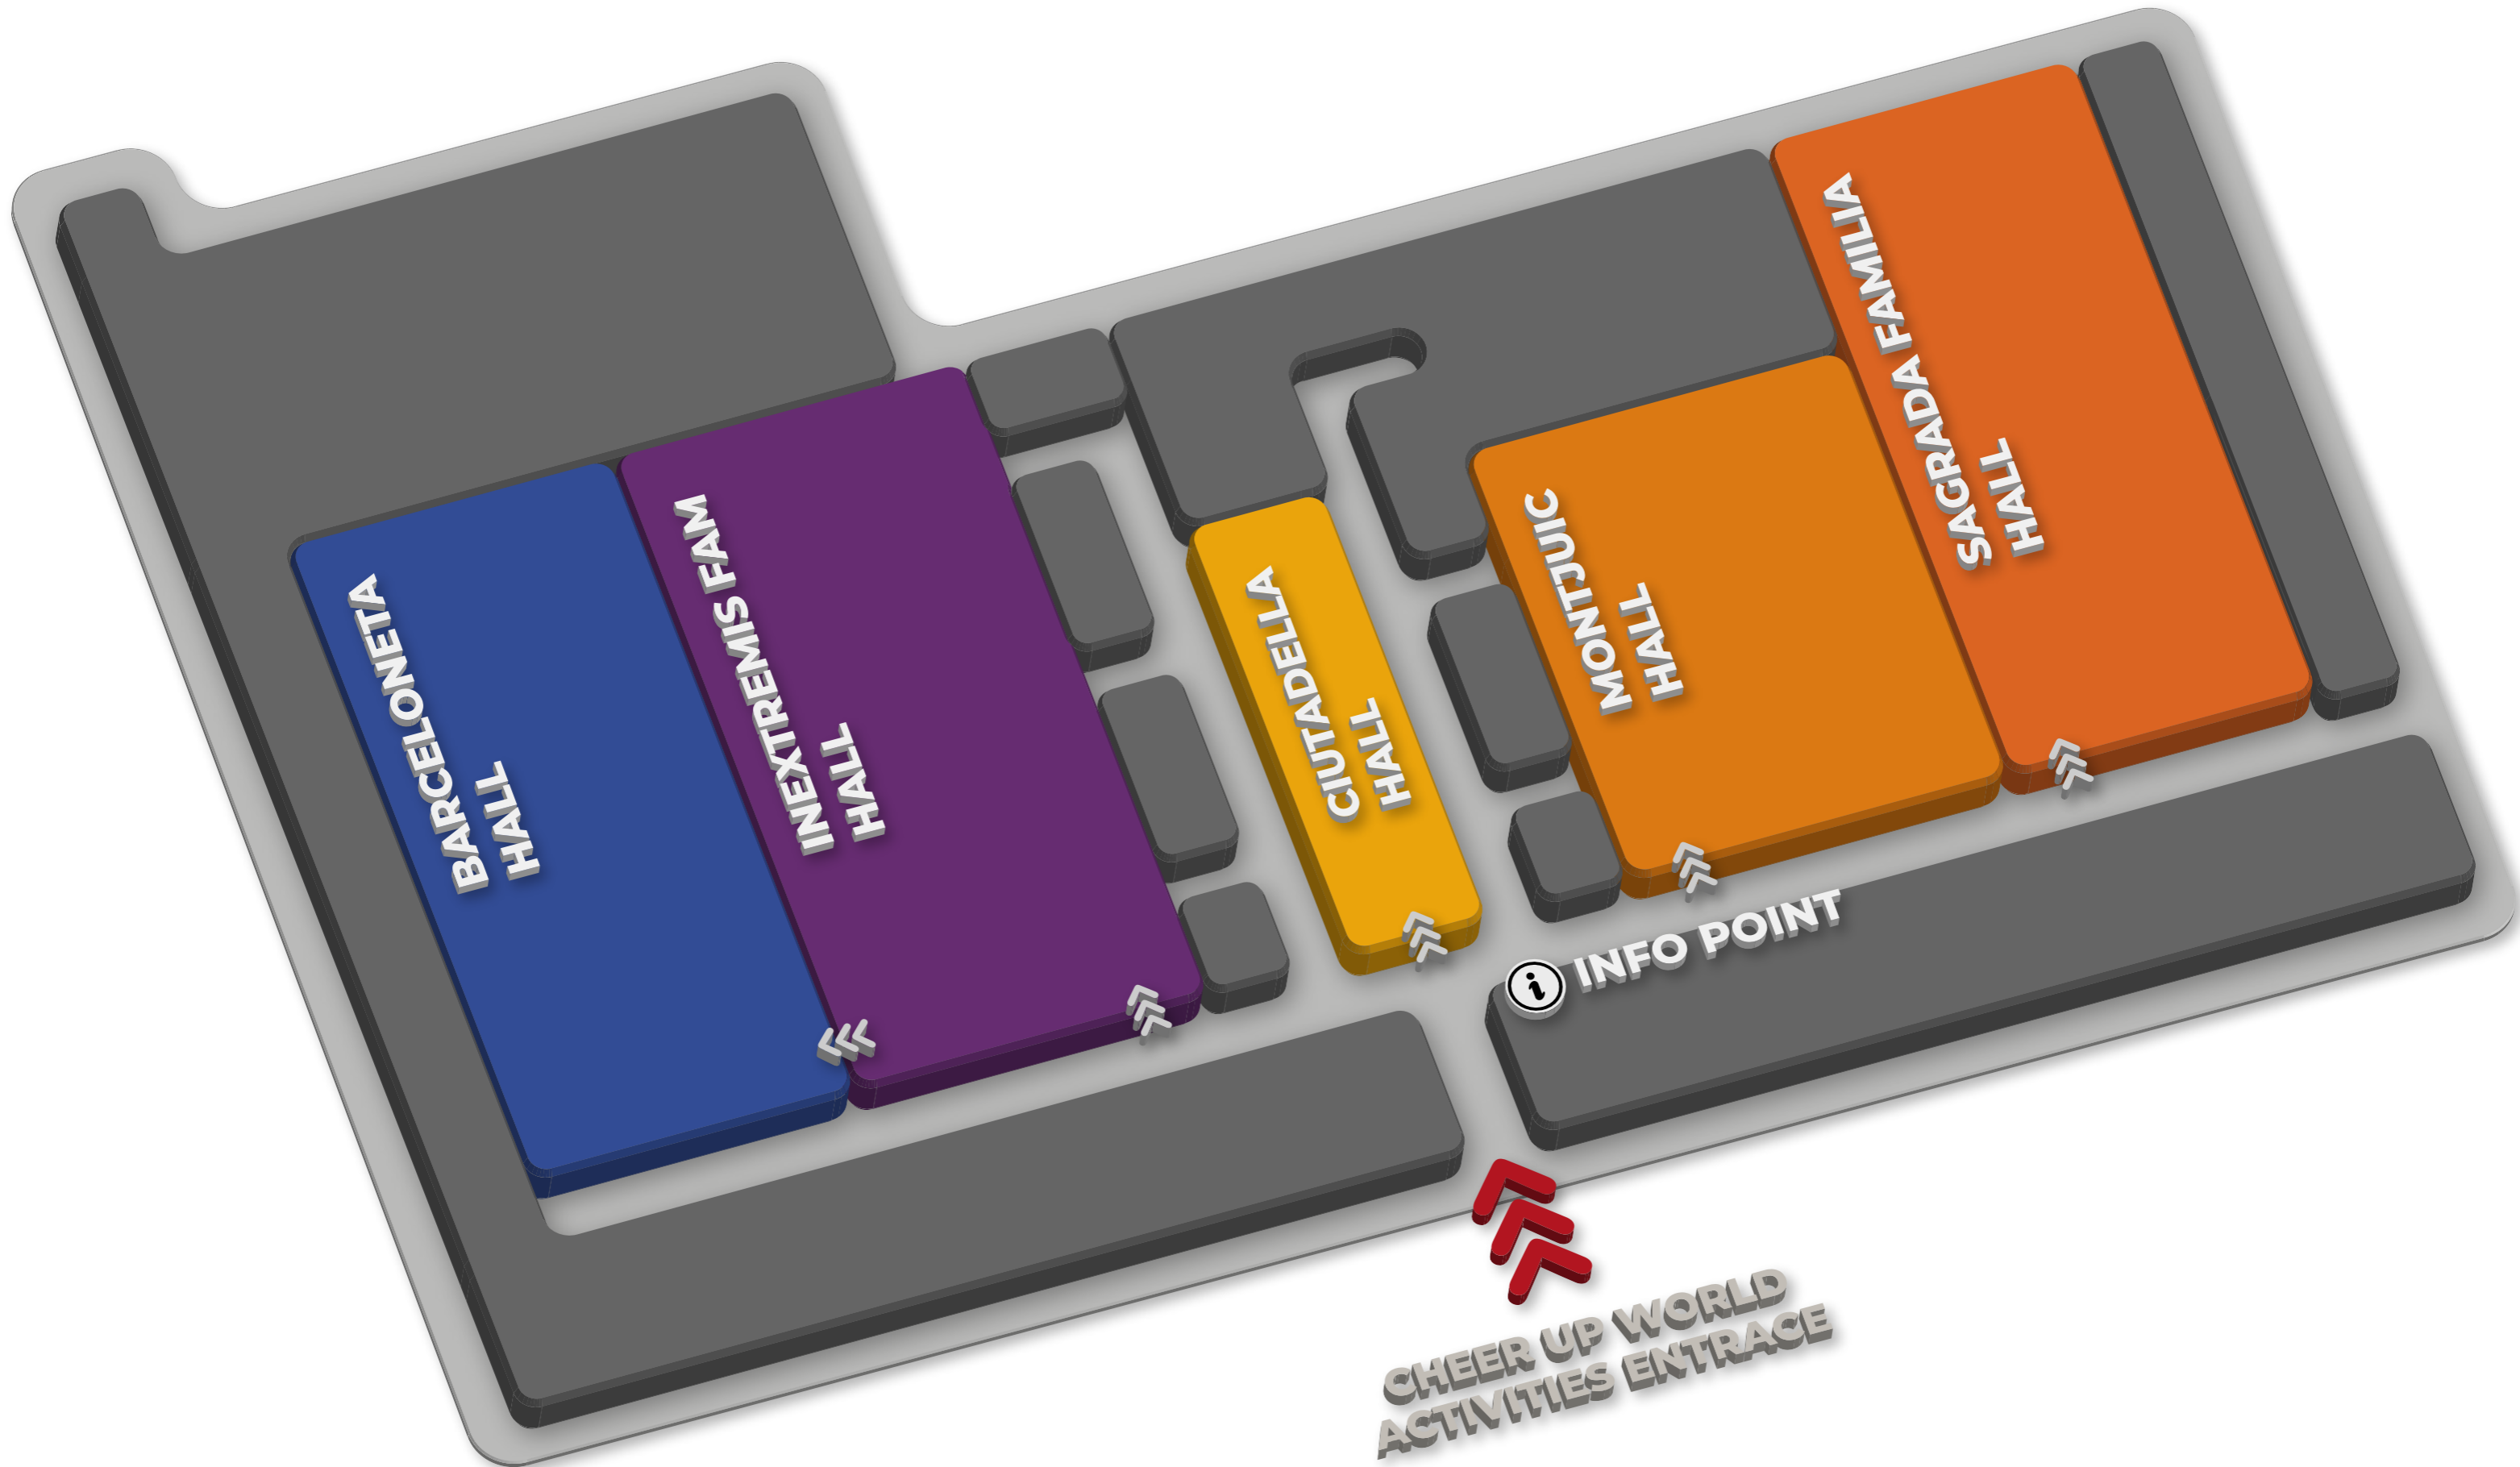 BARCELONETA
HALL
INEXTREMIS FAM
HALL
CIUTADELLA
HALL
MONTJUIC
HALL
SAGRADA FAMILIA
HALL
i INFO POINT
CHEER UP WORLD
ACTIVITIES ENTRACE